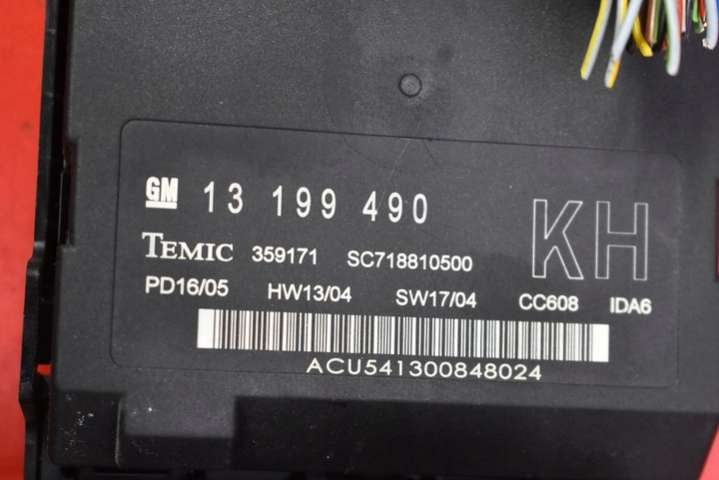 GM 13 199 490 KH
TEMIC 359171 SC718810500
PD16/05 HW13/04 SW17/04 CC608 IDA6
ACU541300848024